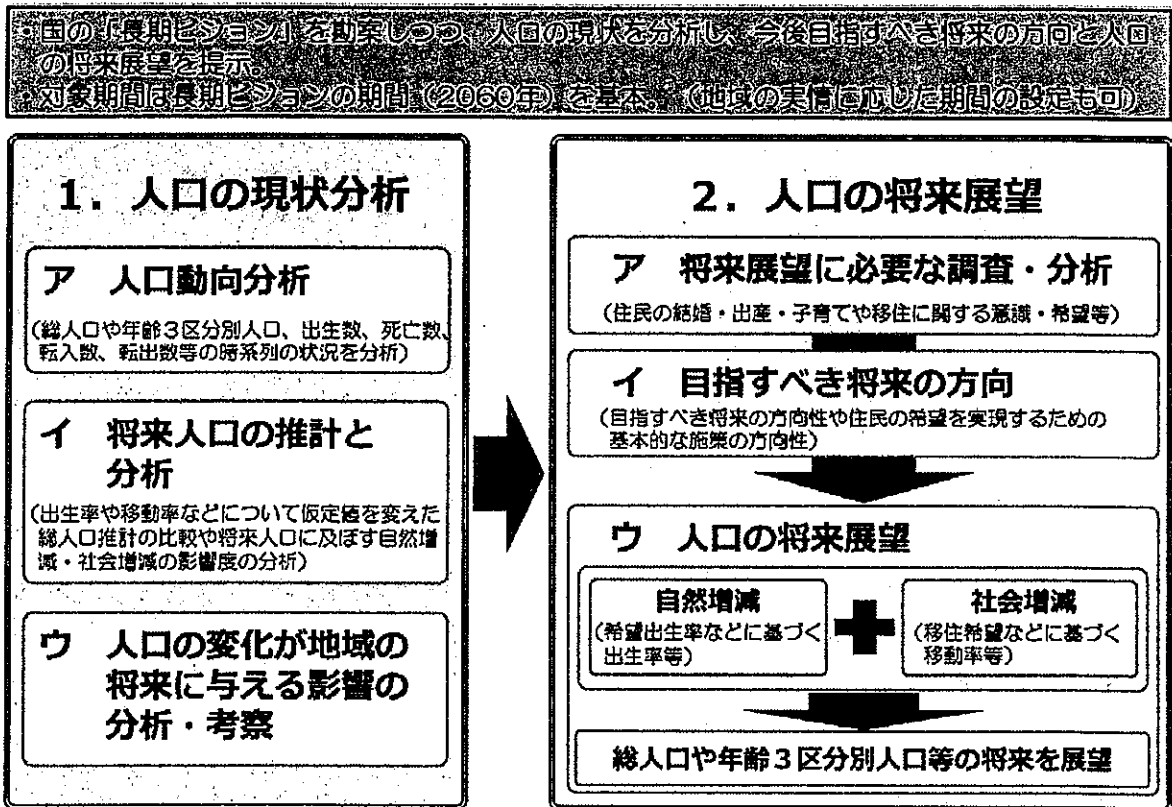 ・国の「長期ビジョン」を勘案しつつ、人口の現状を分析し、今後目指すべき将来の方向と人口
の将来展望を提示。
・対象期間は長期ビジョンの期間(2060年)を基本。(地域の実情に応じた期間の設定も可)
1.人口の現状分析
ア 人口動向分析
(総人口や年齢3区分別人口、出生数、死亡数、
転入数、転出数等の時系列の状況を分析)
イ 将来人口の推計と
分析
(出生率や移動率などについて仮定値を変えた
総人口推計の比較や将来人口に及ぼす自然増
減・社会増減の影響度の分析)
ウ 人口の変化が地域の
将来に与える影響の
分析・考察
2.人口の将来展望
ア 将来展望に必要な調査・分析
(住民の結婚・出産・子育てや移住に関する意識・希望等)
イ 目指すべき将来の方向
(目指すべき将来の方向性や住民の希望を実現するための
基本的な施策の方向性)
ウ 人口の将来展望
自然増減
(希望出生率などに基づく
出生率等)
社会増減
(移住希望などに基づく
移動率等)
総人口や年齢3区分別人口等の将来を展望